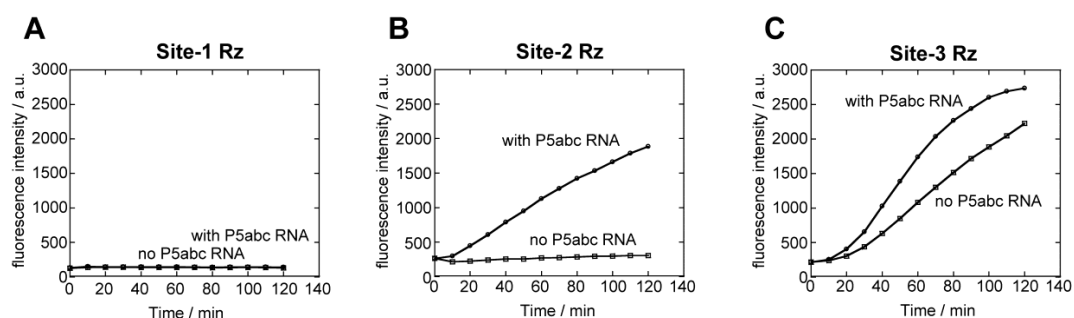 A
Site-1 Rz
fluorescence intensity / a.u.
3000
2500
2000
1500
1000
500
0
with P5abc RNA
no P5abc RNA
0 20 40 60 80 100 120 140
Time / min
B
Site-2 Rz
fluorescence intensity / a.u.
3000
2500
2000
1500
1000
500
0
with P5abc RNA
no P5abc RNA
0 20 40 60 80 100 120 140
Time / min
C
Site-3 Rz
fluorescence intensity / a.u.
3000
2500
2000
1500
1000
500
0
with P5abc RNA
no P5abc RNA
0 20 40 60 80 100 120 140
Time / min